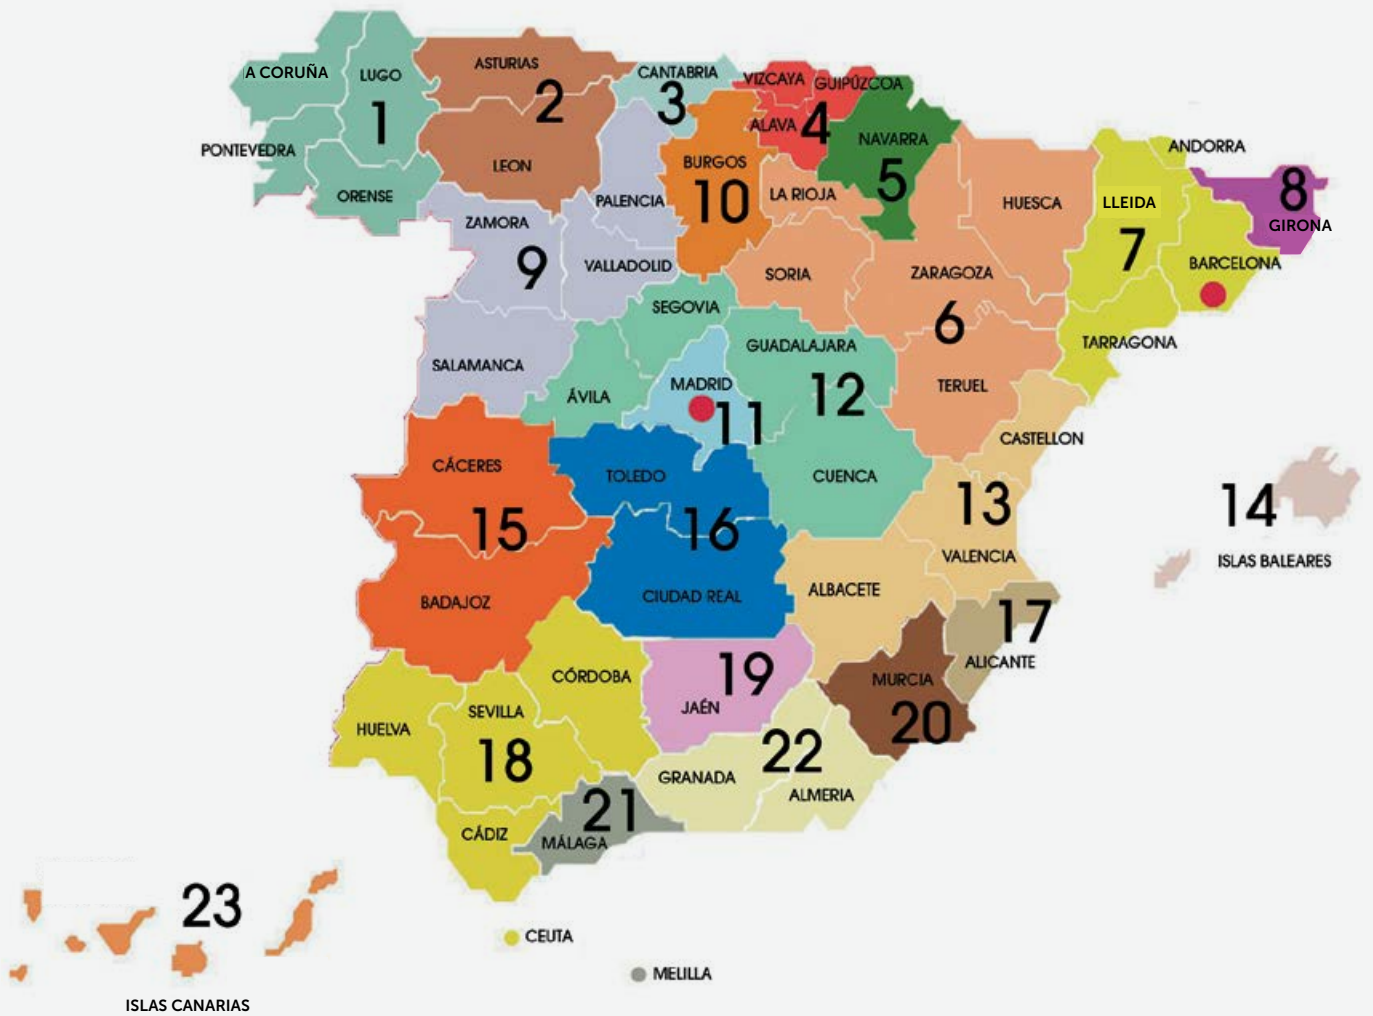 A CORUÑA
LUGO
1
PONTEVEDRA
ORENSE
ASTURIAS
2
LEON
CANTABRIA
3
VIZCAYA
GUIPÚZCOA
ALAVA
4
NAVARRA
5
PALENCIA
BURGOS
10
LA RIOJA
HUESCA
LLEIDA
7
ANDORRA
8
GIRONA
BARCELONA
ZAMORA
9
VALLADOLID
SORIA
ZARAGOZA
6
TARRAGONA
SEGOVIA
SALAMANCA
ÁVILA
MADRID
11
GUADALAJARA
12
TERUEL
CASTELLON
CÁCERES
15
TOLEDO
16
CUENCA
13
VALENCIA
14
ISLAS BALEARES
BADAJOZ
CIUDAD REAL
ALBACETE
17
ALICANTE
CÓRDOBA
19
JAÉN
MURCIA
20
HUELVA
SEVILLA
18
22
GRANADA
ALMERIA
CÁDIZ
21
MÁLAGA
23
ISLAS CANARIAS
CEUTA
MELILLA